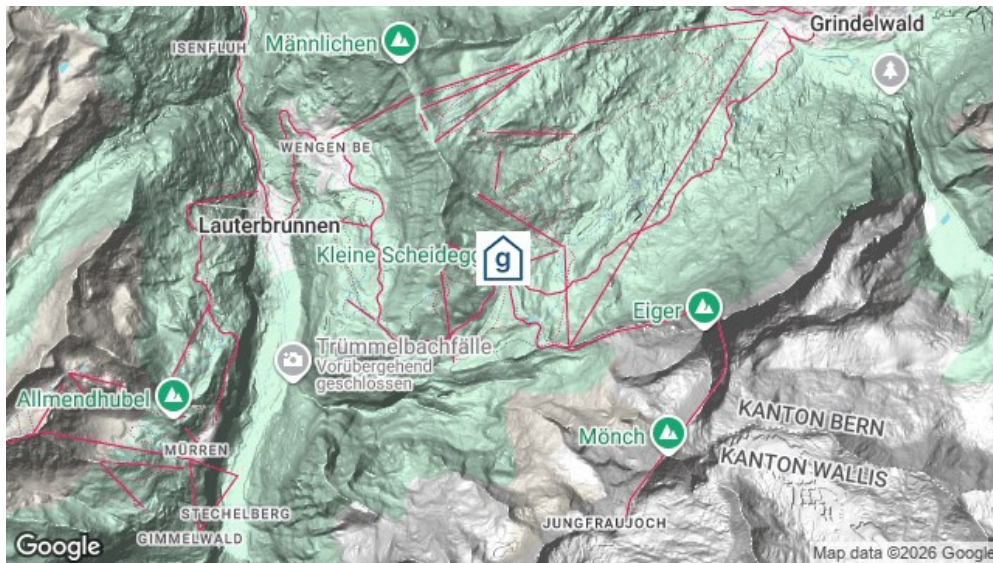 Grindelwald
Männlichen
ISENFLUH
WENGEN BE
Lauterbrunnen
Kleine Scheidegg
g
Eiger
Trümmelbachfälle
Vorübergehend
geschlossen
Allmendhubel
KANTON BERN
Mönch
MÜRREN
KANTON WALLIS
STECHELBERG
JUNGFRAUJOCH
GIMMELWALD
Google
Map data ©2026 Google